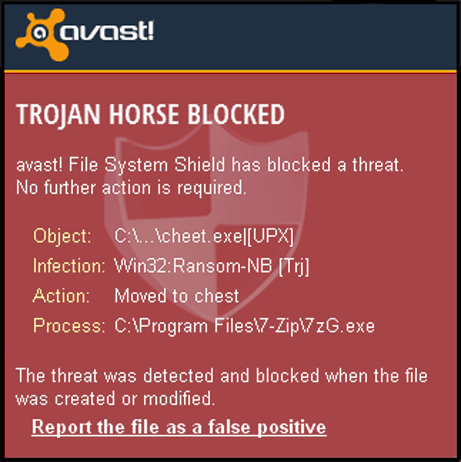 avast!
TROJAN HORSE BLOCKED
avast! File System Shield has blocked a threat.
No further action is required.
Object: C:\...\cheet.exe|[UPX]
Infection: Win32:Ransom-NB [Trj]
Action: Moved to chest
Process: C:\Program Files\7-Zip\7zG.exe
The threat was detected and blocked when the file
was created or modified.
Report the file as a false positive